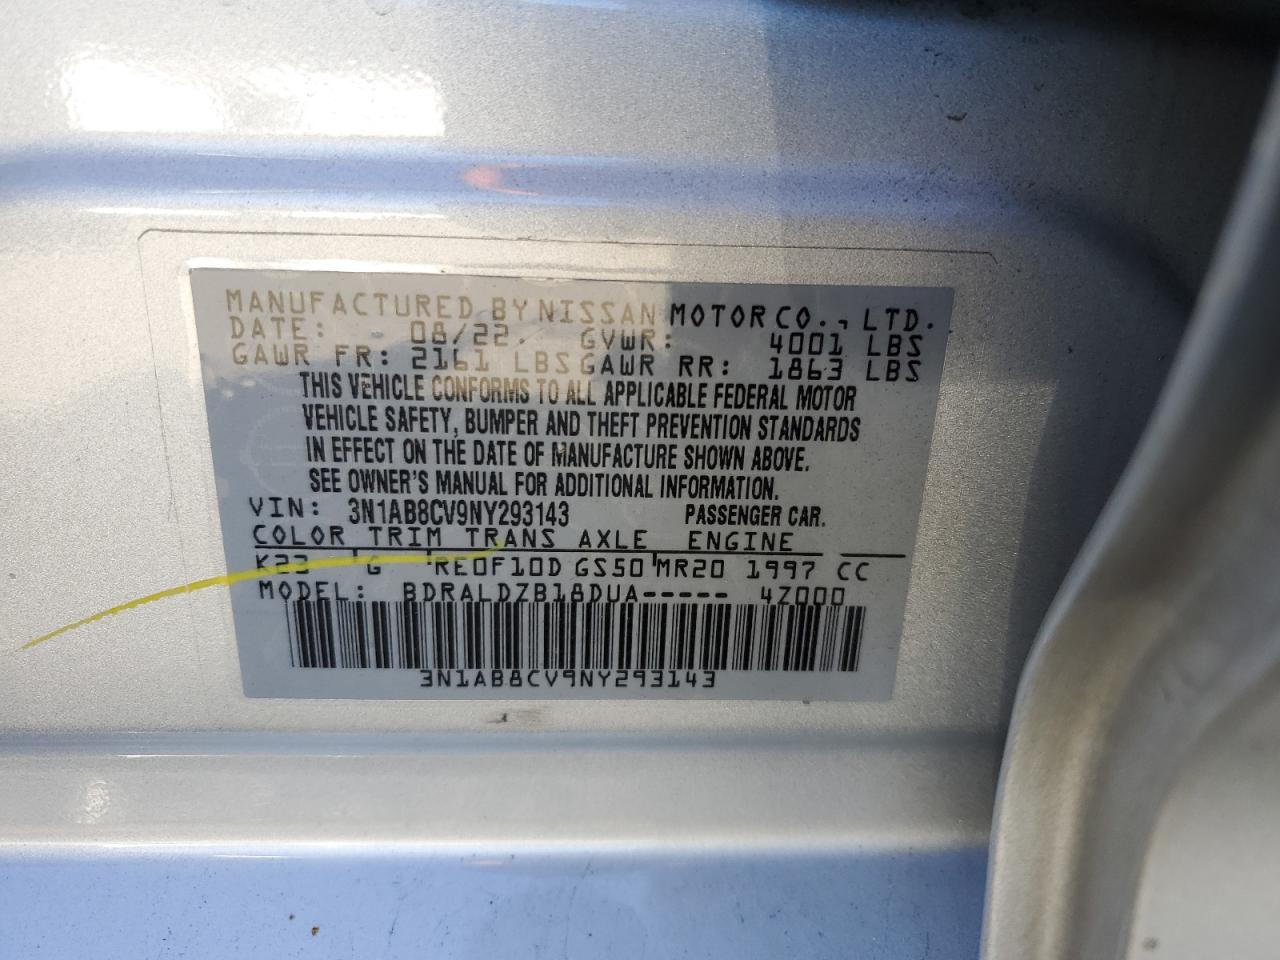 MANUFACTURED BY NISSAN MOTOR CO., LTD.
DATE: 08/22. GVWR: 4001 LBS
GAWR FR: 2161 LBS GAWR RR: 1863 LBS
THIS VEHICLE CONFORMS TO ALL APPLICABLE FEDERAL MOTOR
VEHICLE SAFETY, BUMPER AND THEFT PREVENTION STANDARDS
IN EFFECT ON THE DATE OF MANUFACTURE SHOWN ABOVE.
SEE OWNER'S MANUAL FOR ADDITIONAL INFORMATION.
VIN: 3N1AB8CV9NY293143 PASSENGER CAR.
COLOR TRIM TRANS AXLE ENGINE
K23 G RE0F10D GS50 MR20 1997 CC
MODEL: BDRALDZB18DUA----- 4Z000
3N1AB8CV9NY293143